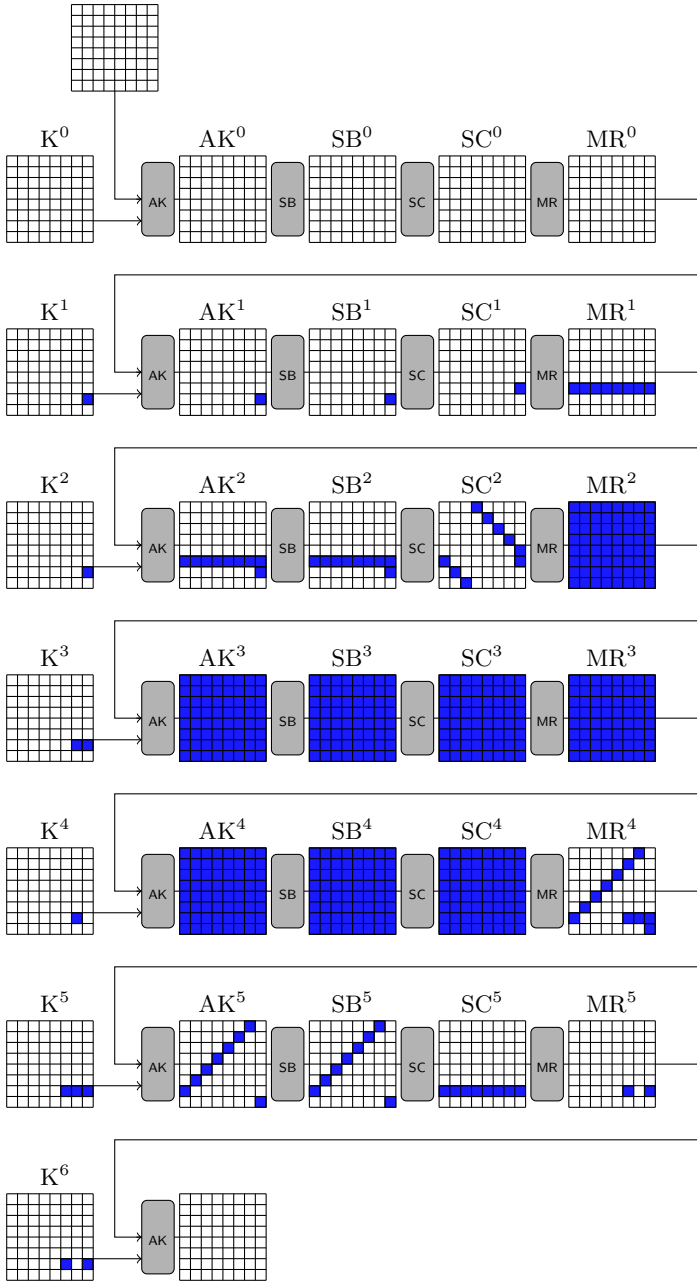 K⁰ AK⁰ SB⁰ SC⁰ MR⁰
AK SB SC MR
K¹ AK¹ SB¹ SC¹ MR¹
AK SB SC MR
K² AK² SB² SC² MR²
AK SB SC MR
K³ AK³ SB³ SC³ MR³
AK SB SC MR
K⁴ AK⁴ SB⁴ SC⁴ MR⁴
AK SB SC MR
K⁵ AK⁵ SB⁵ SC⁵ MR⁵
AK SB SC MR
K⁶
AK